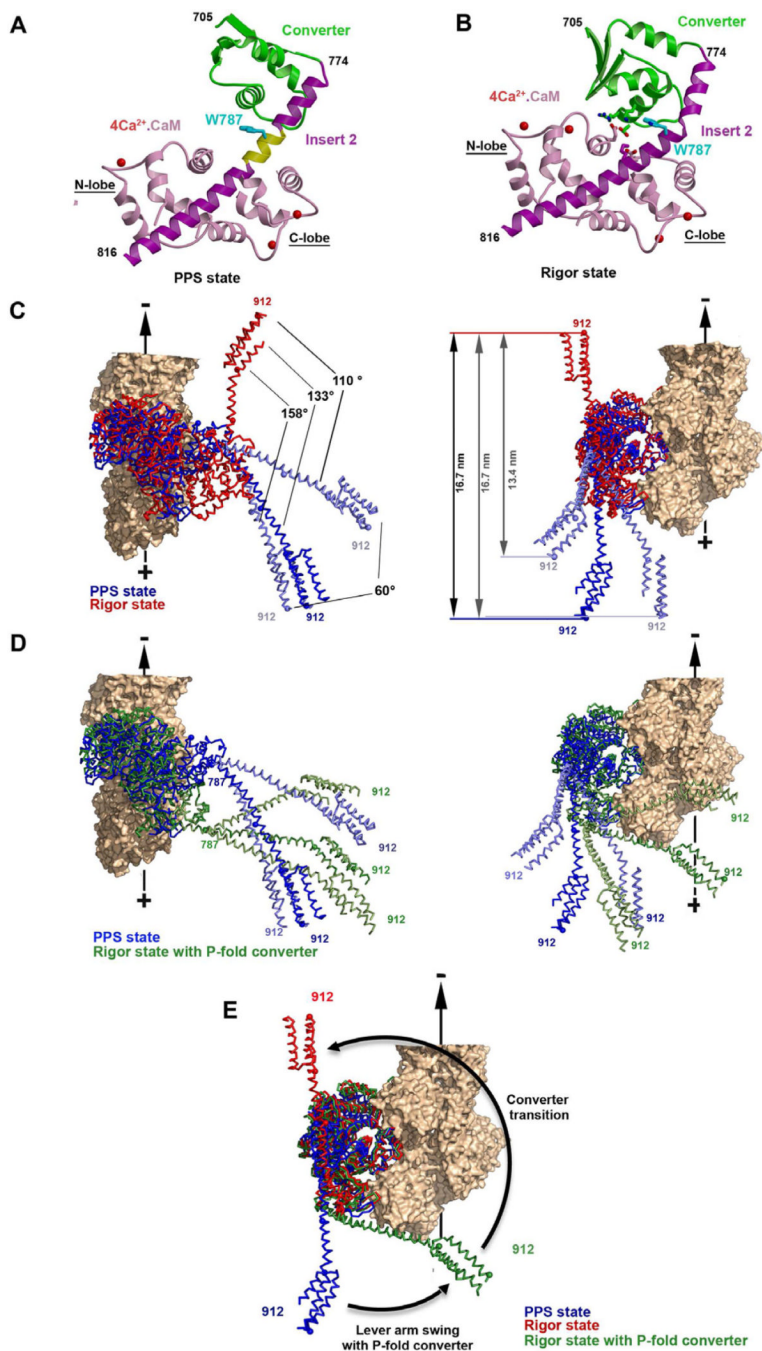 A
705
Converter
774
4Ca²⁺.CaM
W787
Insert 2
N-lobe
C-lobe
816
PPS state
B
705
Converter
774
4Ca²⁺.CaM
Insert 2
W787
N-lobe
C-lobe
816
Rigor state
C
-
912
110 °
133°
158°
912
60°
912
912
+
PPS state
Rigor state
-
912
16.7 nm
16.7 nm
13.4 nm
912
912
912
+
D
-
787
787
912
912
912
912
912
912
+
PPS state
Rigor state with P-fold converter
-
912
912
912
912
912
912
+
E
-
912
Converter
transition
912
912
Lever arm swing
with P-fold converter
PPS state
Rigor state
Rigor state with P-fold converter